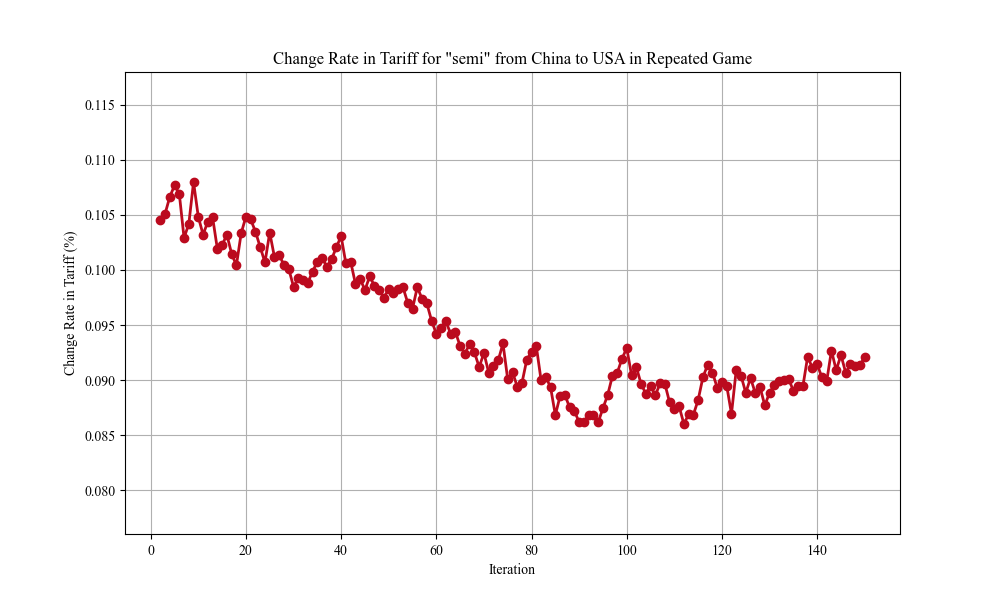 Change Rate in Tariff for "semi" from China to USA in Repeated Game
0.115
0.110
0.105
0.100
0.095
0.090
0.085
0.080
Change Rate in Tariff (%)
0 20 40 60 80 100 120 140
Iteration